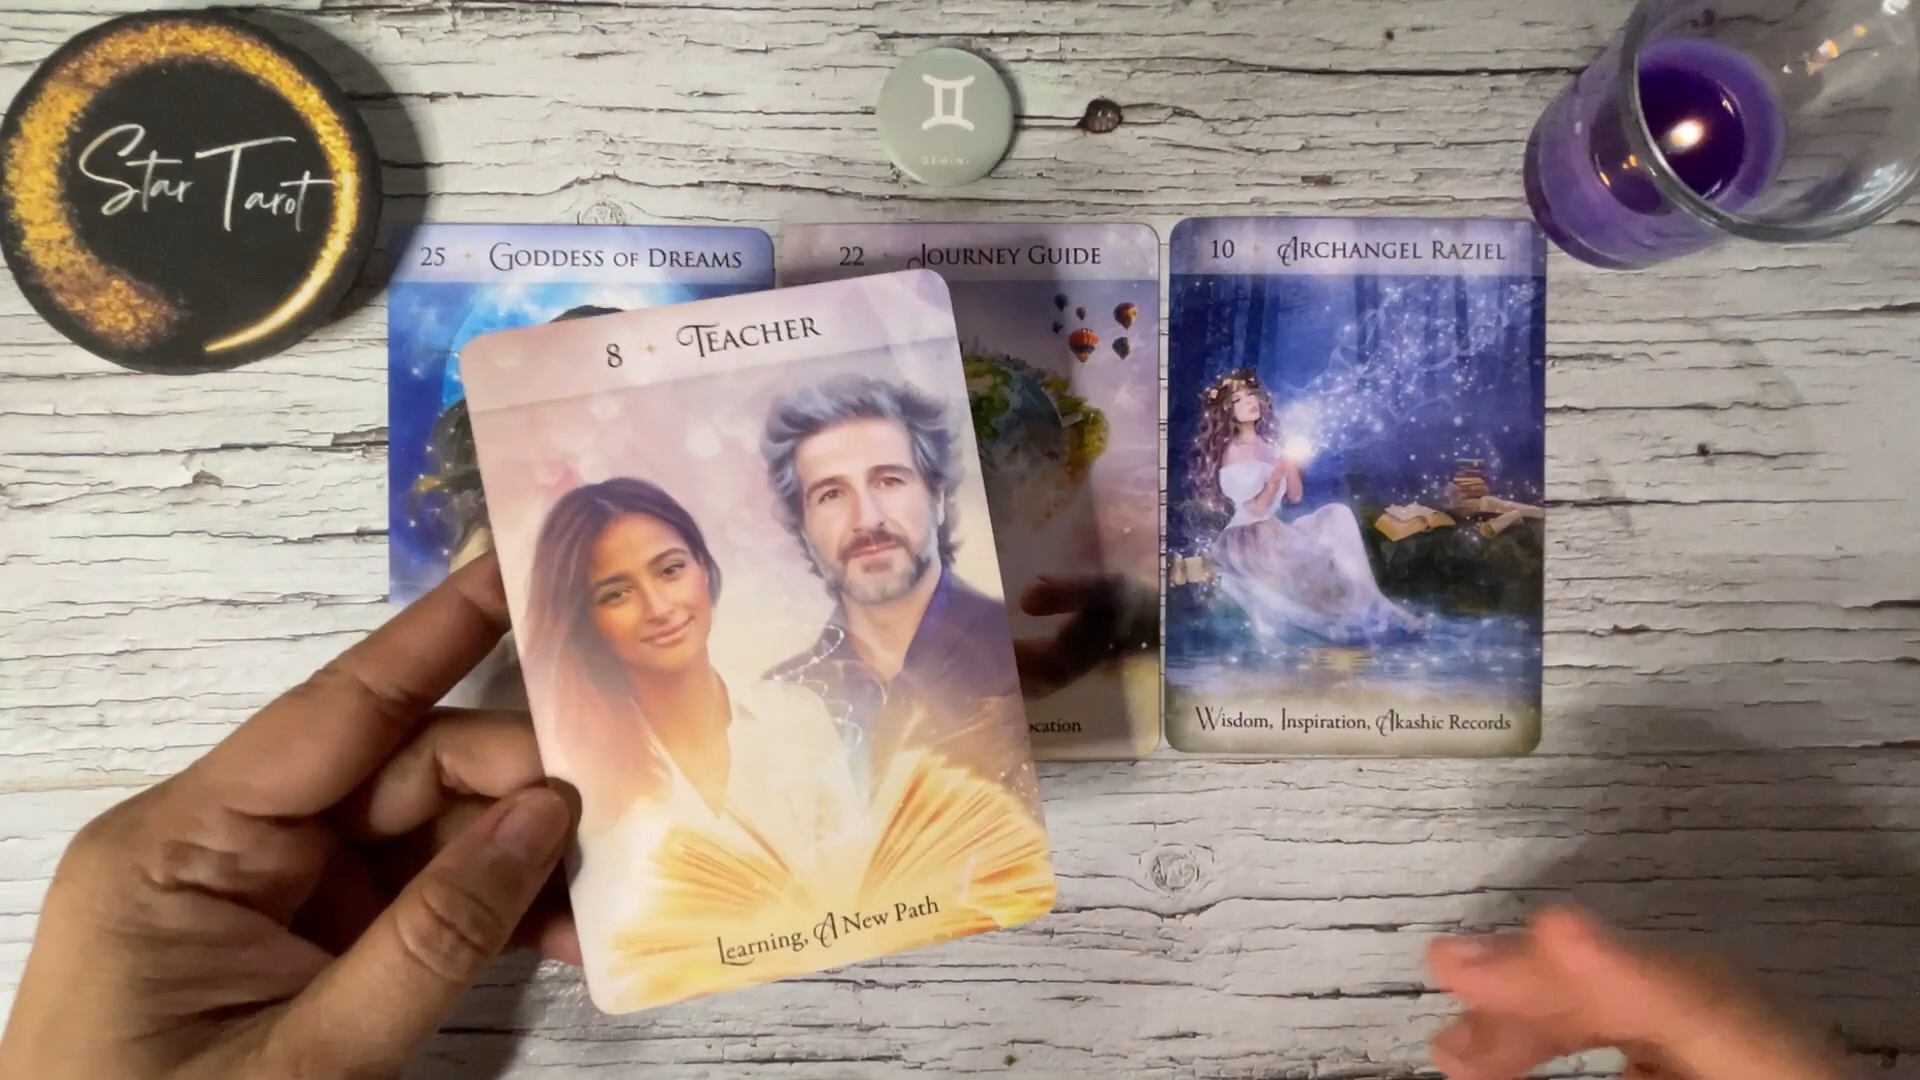 Star Tarot
GEMINI
25 GODDESS OF DREAMS
22 JOURNEY GUIDE
10 ARCHANGEL RAZIEL
8 TEACHER
Learning, A New Path
Wisdom, Inspiration, Akashic Records